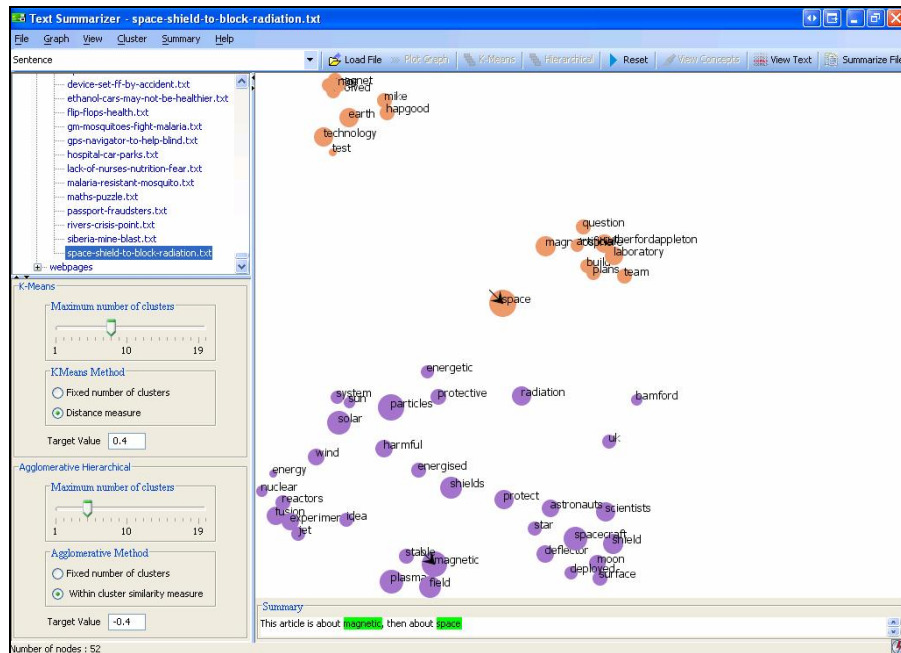 Text Summarizer - space-shield-to-block-radiation.txt
File Graph View Cluster Summary Help
Sentence Load File Plot Graph K-Means Hierarchical Reset View Concepts View Text Summarize File
device-set-ff-by-accident.txt
ethanol-cars-may-not-be-healthier.txt
flip-flops-health.txt
gm-mosquitoes-fight-malaria.txt
gps-navigator-to-help-blind.txt
hospital-car-parks.txt
lack-of-nurses-nutrition-fear.txt
malaria-resistant-mosquito.txt
maths-puzzle.txt
passport-fraudsters.txt
rivers-crisis-point.txt
siberia-mine-blast.txt
space-shield-to-block-radiation.txt
webpages
K-Means
Maximum number of clusters
1 10 19
KMeans Method
Fixed number of clusters
Distance measure
Target Value 0.4
Agglomerative Hierarchical
Maximum number of clusters
1 10 19
Agglomerative Method
Fixed number of clusters
Within cluster similarity measure
Target Value -0.4
mike
hapgood
earth
technology
test
question
laboratory
build
plans
team
space
energetic
system
sun
protective
radiation
bamford
particles
solar
uk
harmful
wind
energised
energy
shields
nuclear
reactors
protect
astronauts
scientists
fusion
experimen
idea
jet
star
spacecraft
shield
stable
magnetic
deflector
moon
deployed
surface
plasma
field
Summary
This article is about magnetic, then about space
Number of nodes : 52